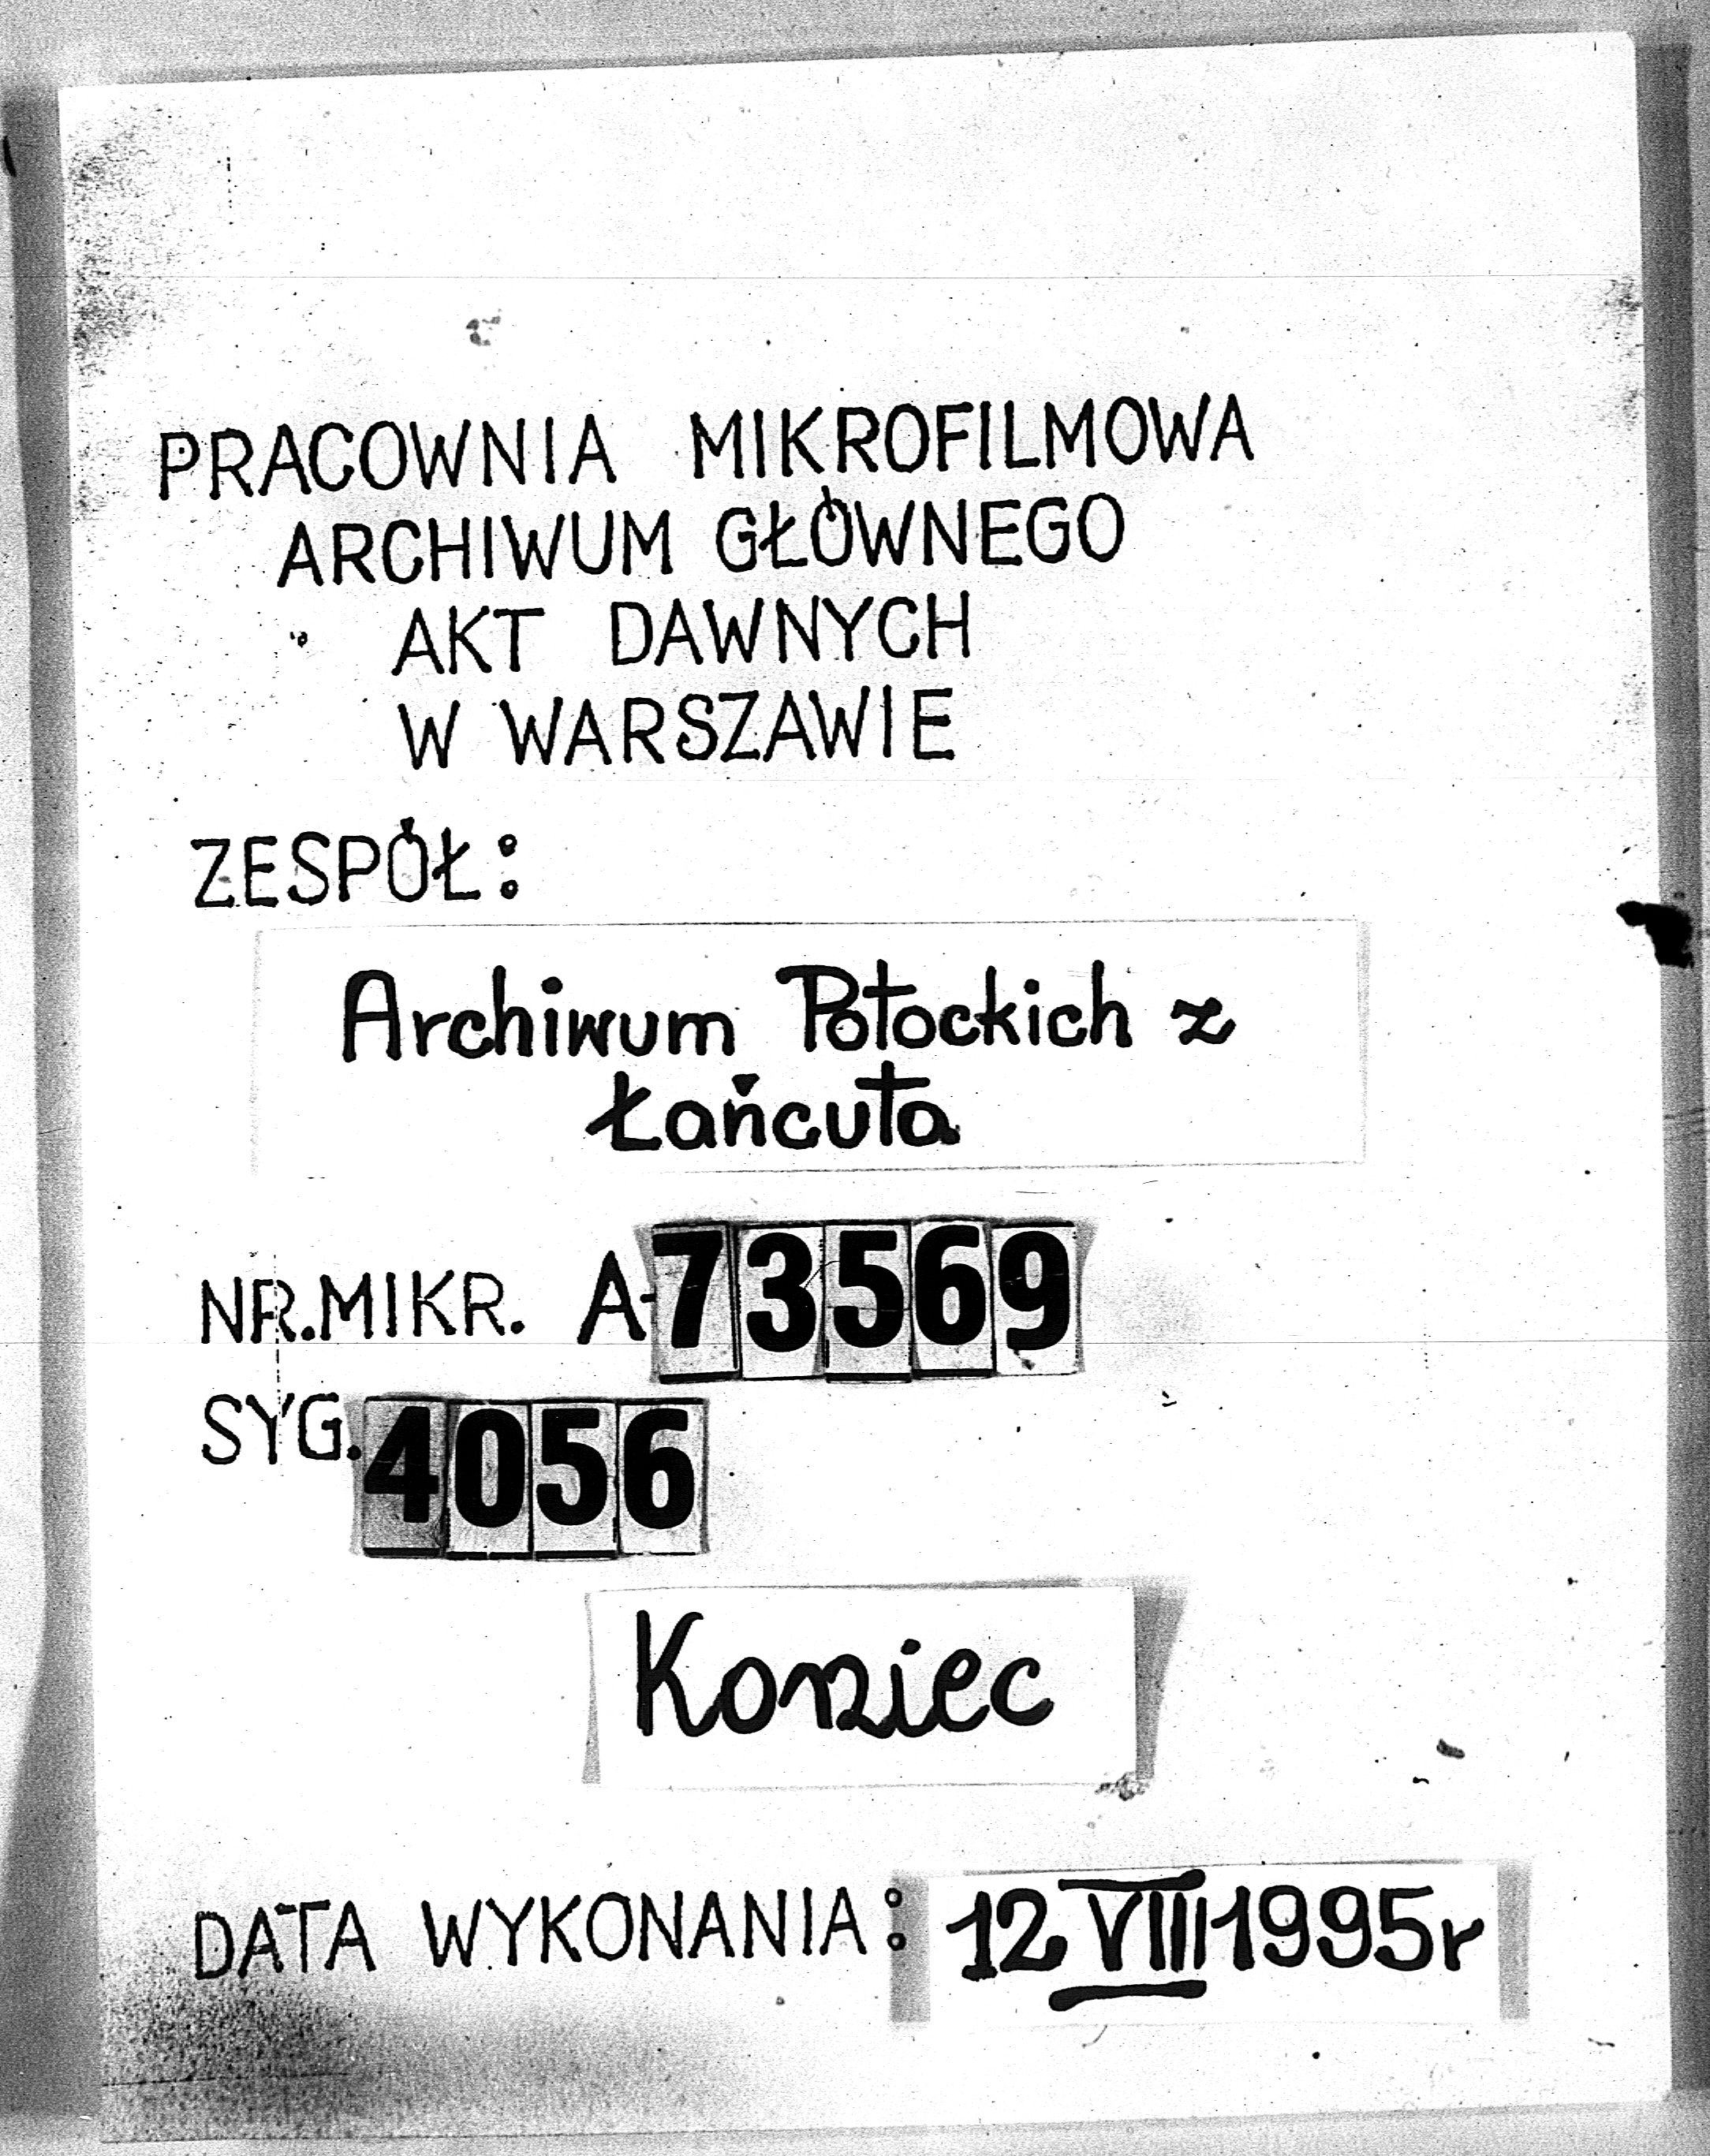 PRACOWNIA MIKROFILMOWA
ARCHIWUM GŁÓWNEGO
AKT DAWNYCH
W WARSZAWIE
ZESPÓŁ:
Archiwum Potockich z
Łańcuta
NR.MIKR. A-73569
SYG. 4056
Koniec
DATA WYKONANIA: 12 VIII 1995r